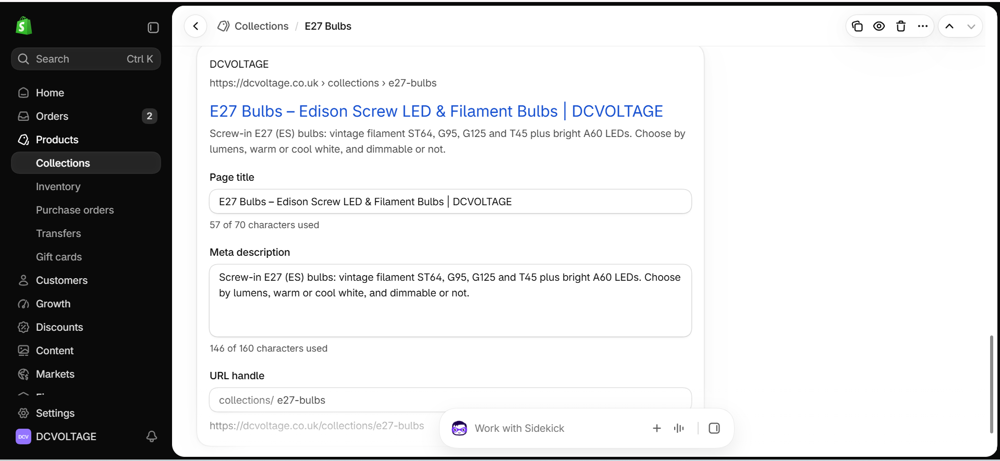 Search
Ctrl K
Home
Orders
2
Products
Collections
Inventory
Purchase orders
Transfers
Gift cards
Customers
Growth
Discounts
Content
Markets
Settings
DCV
DCVOLTAGE
Collections / E27 Bulbs
DCVOLTAGE
https://dcvoltage.co.uk › collections › e27-bulbs
E27 Bulbs – Edison Screw LED & Filament Bulbs | DCVOLTAGE
Screw-in E27 (ES) bulbs: vintage filament ST64, G95, G125 and T45 plus bright A60 LEDs. Choose by
lumens, warm or cool white, and dimmable or not.
Page title
E27 Bulbs – Edison Screw LED & Filament Bulbs | DCVOLTAGE
57 of 70 characters used
Meta description
Screw-in E27 (ES) bulbs: vintage filament ST64, G95, G125 and T45 plus bright A60 LEDs. Choose
by lumens, warm or cool white, and dimmable or not.
146 of 160 characters used
URL handle
collections/ e27-bulbs
https://dcvoltage.co.uk/collections/e27-bulbs
Work with Sidekick